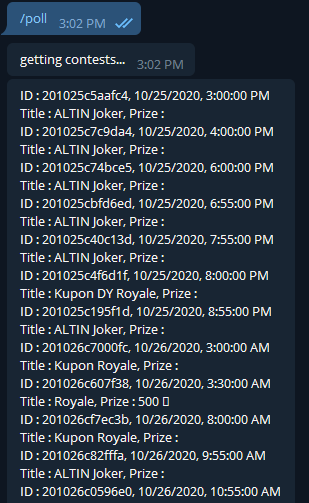 /poll
3:02 PM
getting contests...
3:02 PM
ID : 201025c5aafc4, 10/25/2020, 3:00:00 PM
Title : ALTIN Joker, Prize :
ID : 201025c7c9da4, 10/25/2020, 4:00:00 PM
Title : ALTIN Joker, Prize :
ID : 201025c74bce5, 10/25/2020, 6:00:00 PM
Title : ALTIN Joker, Prize :
ID : 201025cbfd6ed, 10/25/2020, 6:55:00 PM
Title : ALTIN Joker, Prize :
ID : 201025c40c13d, 10/25/2020, 7:55:00 PM
Title : ALTIN Joker, Prize :
ID : 201025c4f6d1f, 10/25/2020, 8:00:00 PM
Title : Kupon DY Royale, Prize :
ID : 201025c195f1d, 10/25/2020, 8:55:00 PM
Title : ALTIN Joker, Prize :
ID : 201026c7000fc, 10/26/2020, 3:00:00 AM
Title : Kupon Royale, Prize :
ID : 201026c607f38, 10/26/2020, 3:30:00 AM
Title : Royale, Prize : 500
ID : 201026cf7ec3b, 10/26/2020, 8:00:00 AM
Title : Kupon Royale, Prize :
ID : 201026c82fffa, 10/26/2020, 9:55:00 AM
Title : ALTIN Joker, Prize :
ID : 201026c0596e0, 10/26/2020, 10:55:00 AM